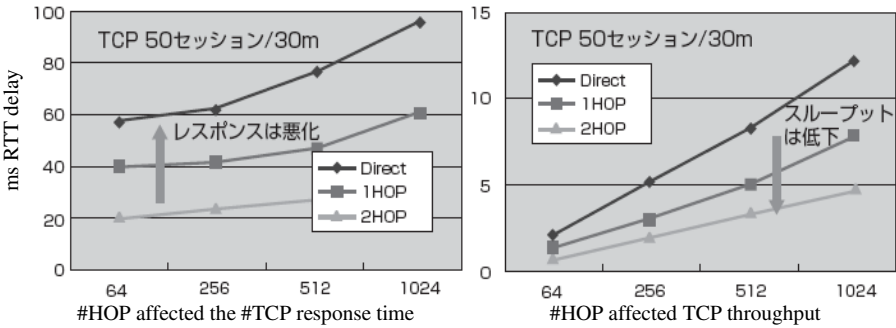 100
80
60
40
20
0
ms RTT delay
TCP 50セッション/30m
レスポンスは悪化
Direct
1HOP
2HOP
64
256
512
1024
#HOP affected the #TCP response time
15
10
5
0
TCP 50セッション/30m
Direct
1HOP
2HOP
スループット
は低下
64
256
512
1024
#HOP affected TCP throughput